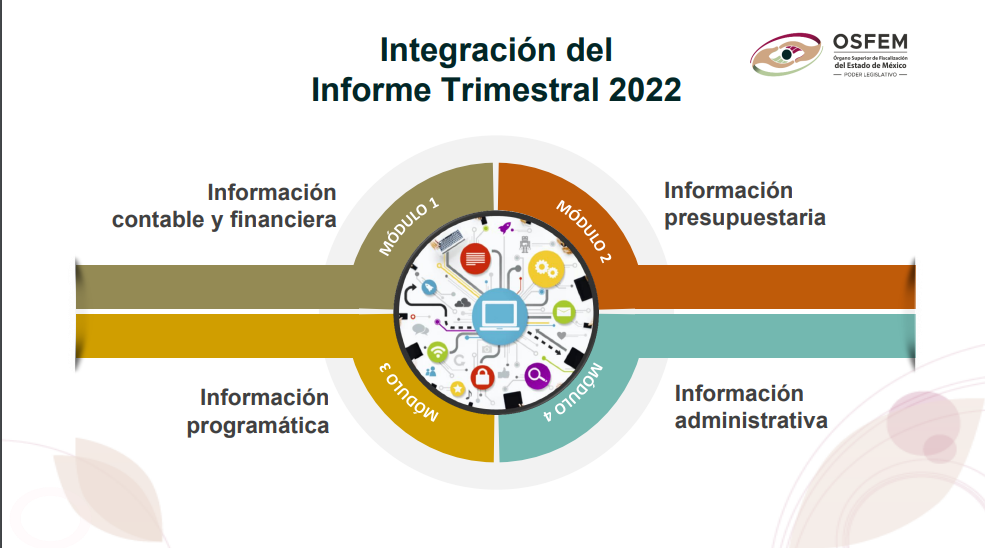 Integración del
Informe Trimestral 2022
OSFEM
Órgano Superior de Fiscalización
del Estado de México
PODER LEGISLATIVO
Información
contable y financiera
MÓDULO 1
MÓDULO 2
Información
presupuestaria
Información
programática
MÓDULO 3
MÓDULO 4
Información
administrativa